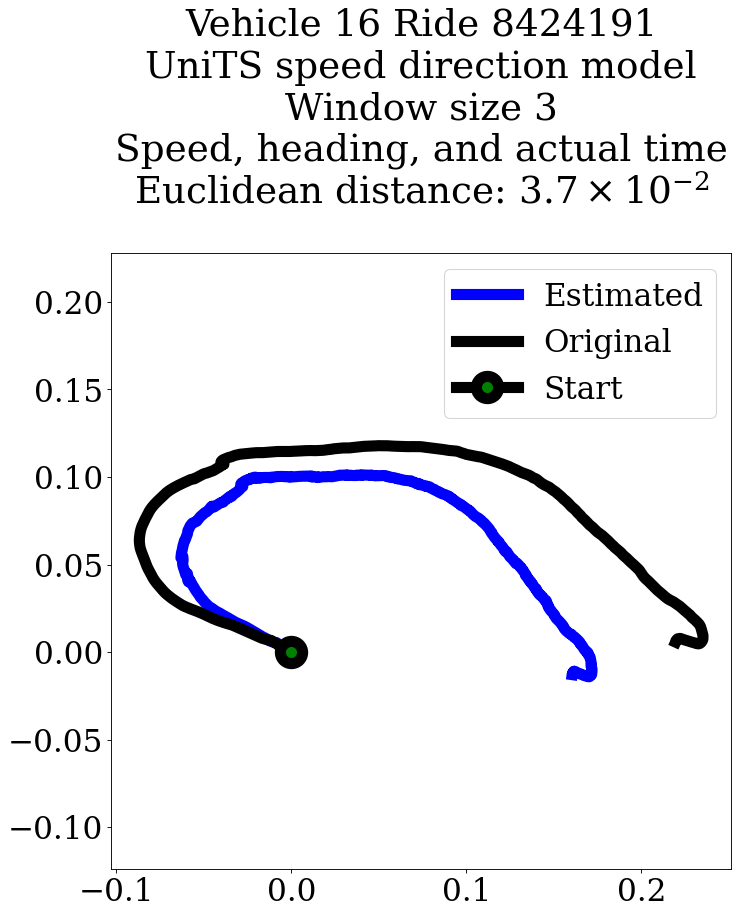 Vehicle 16 Ride 8424191
UniTS speed direction model
Window size 3
Speed, heading, and actual time
Euclidean distance: 3.7 × 10⁻²
Estimated
Original
Start
0.20
0.15
0.10
0.05
0.00
−0.05
−0.10
−0.1 0.0 0.1 0.2